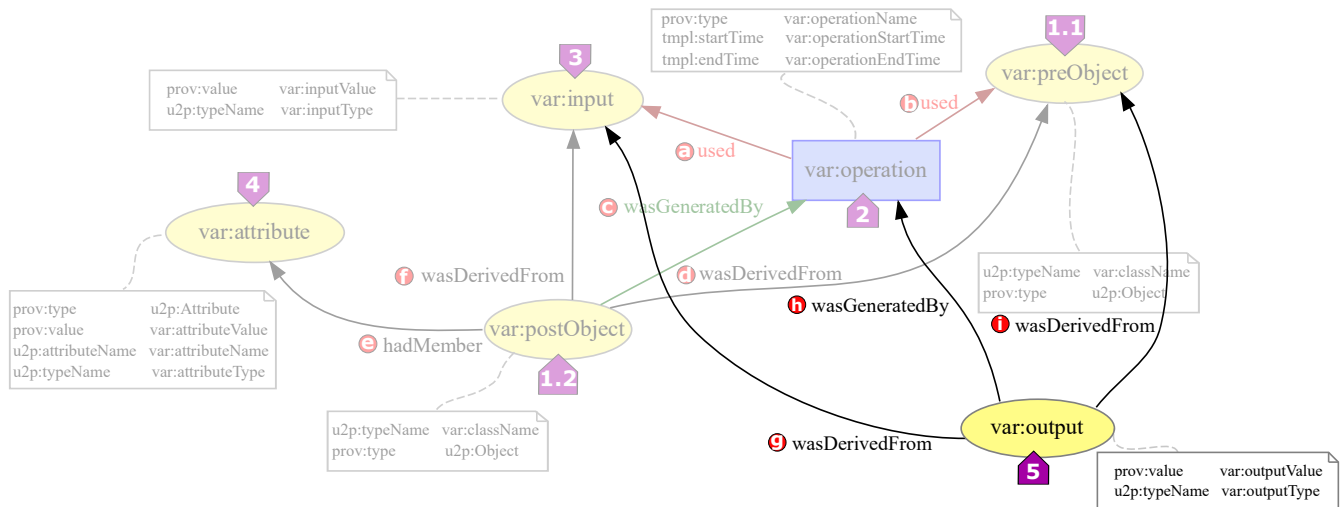 prov:type var:operationName
tmpl:startTime var:operationStartTime
tmpl:endTime var:operationEndTime
1.1
var:preObject
3
var:input
prov:value var:inputValue
u2p:typeName var:inputType
b used
a used
var:operation
2
4
var:attribute
c wasGeneratedBy
f wasDerivedFrom
d wasDerivedFrom
u2p:typeName var:className
prov:type u2p:Object
h wasGeneratedBy
i wasDerivedFrom
prov:type u2p:Attribute
prov:value var:attributeValue
u2p:attributeName var:attributeName
u2p:typeName var:attributeType
var:postObject
e hadMember
1.2
u2p:typeName var:className
prov:type u2p:Object
var:output
g wasDerivedFrom
5
prov:value var:outputValue
u2p:typeName var:outputType